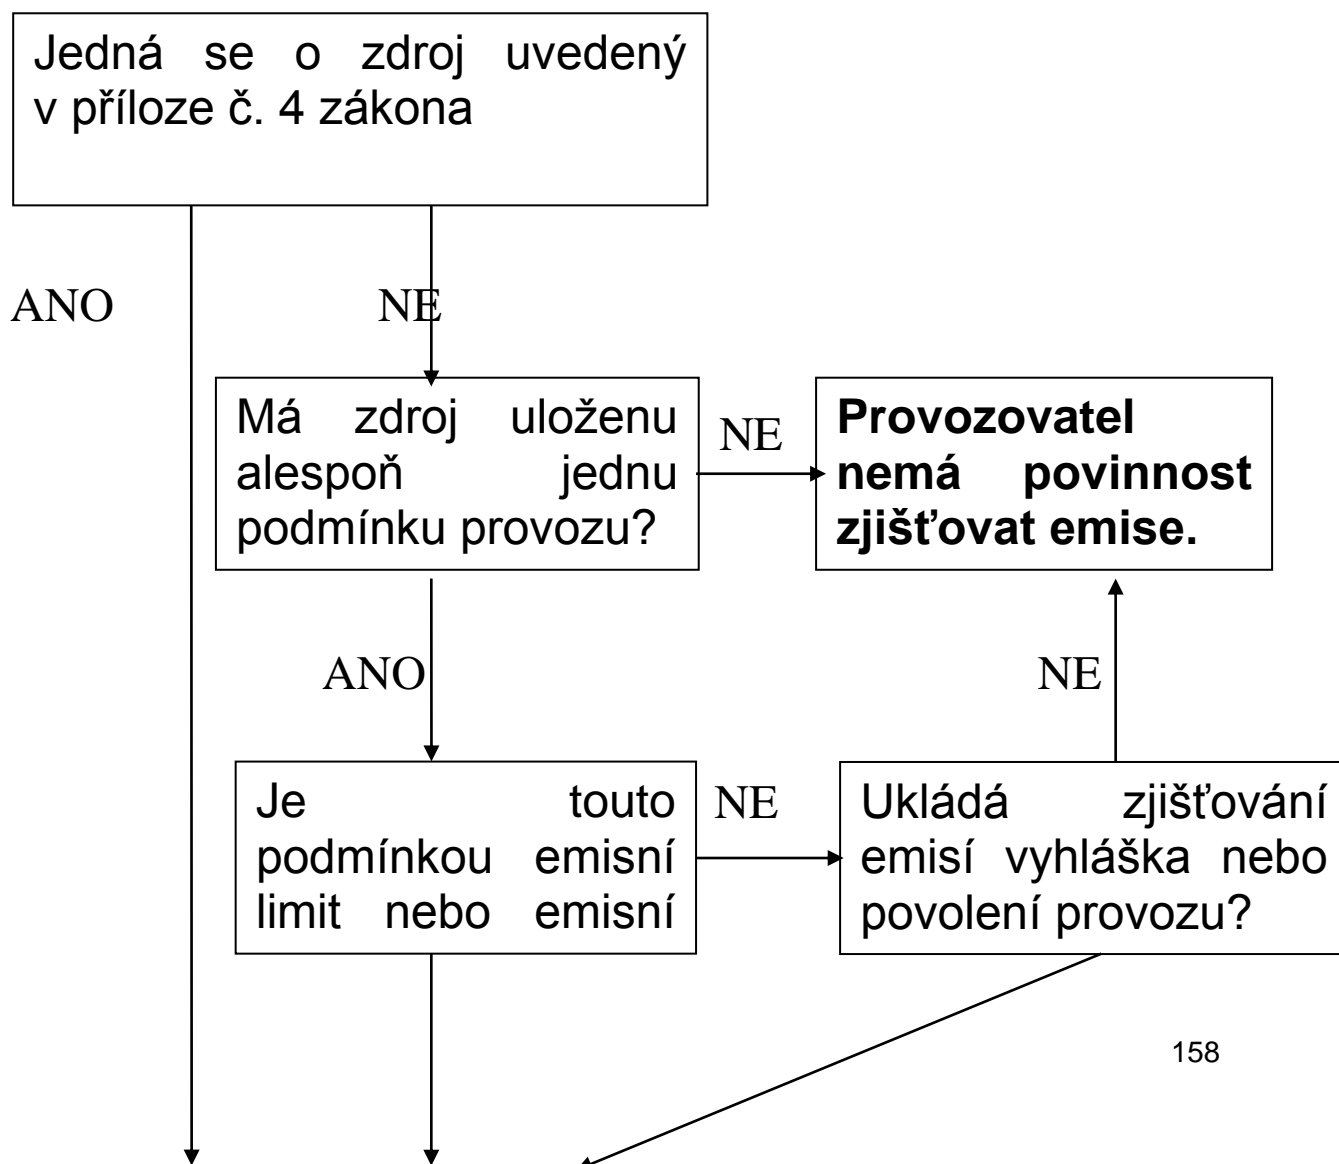 Jedná se o zdroj uvedený
v příloze č. 4 zákona
ANO
NE
Má zdroj uloženu
alespoň jednu
podmínku provozu?
NE
Provozovatel
nemá povinnost
zjišťovat emise.
ANO
NE
Je touto
podmínkou emisní
limit nebo emisní
NE
Ukládá zjišťování
emisí vyhláška nebo
povolení provozu?
158